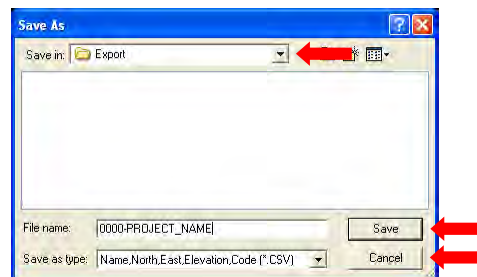 Save As
Save in: Export
File name: 0000-PROJECT_NAME
Save
Save as type: Name,North,East,Elevation,Code (*.CSV)
Cancel